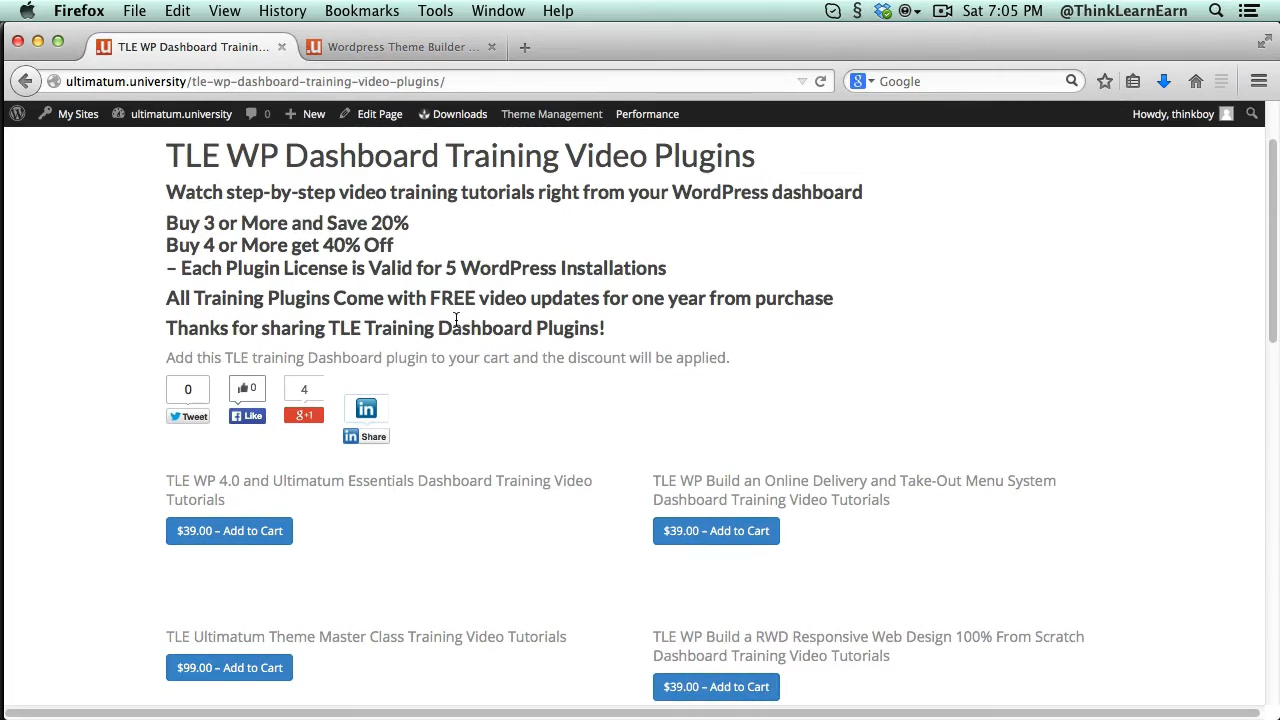 Firefox File Edit View History Bookmarks Tools Window Help Sat 7:05 PM @ThinkLearnEarn
TLE WP Dashboard Trainin... Wordpress Theme Builder ...
ultimatum.university/tle-wp-dashboard-training-video-plugins/ Google
My Sites ultimatum.university 0 New Edit Page Downloads Theme Management Performance Howdy, thinkboy
TLE WP Dashboard Training Video Plugins
Watch step-by-step video training tutorials right from your WordPress dashboard
Buy 3 or More and Save 20%
Buy 4 or More get 40% Off
– Each Plugin License is Valid for 5 WordPress Installations
All Training Plugins Come with FREE video updates for one year from purchase
Thanks for sharing TLE Training Dashboard Plugins!
Add this TLE training Dashboard plugin to your cart and the discount will be applied.
0 0 4 in
Tweet Like g+1 in Share
TLE WP 4.0 and Ultimatum Essentials Dashboard Training Video
Tutorials
$39.00 – Add to Cart
TLE WP Build an Online Delivery and Take-Out Menu System
Dashboard Training Video Tutorials
$39.00 – Add to Cart
TLE Ultimatum Theme Master Class Training Video Tutorials
$99.00 – Add to Cart
TLE WP Build a RWD Responsive Web Design 100% From Scratch
Dashboard Training Video Tutorials
$39.00 – Add to Cart